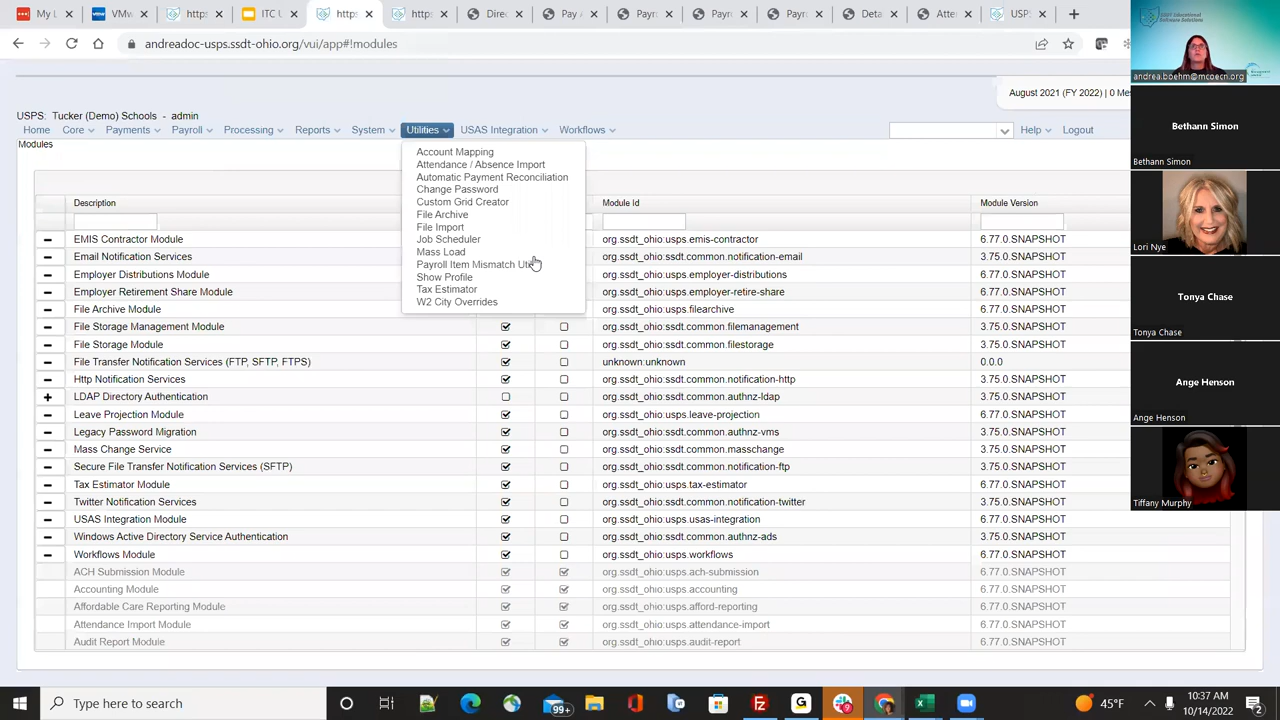 My L
VMw
http
ITC U
http
http
Pay
Payr
Payr
Payr
Deta
Atte
USP
andreadoc-usps.ssdt-ohio.org/vui/app#!modules
August 2021 (FY 2022) | 0 Mes
USPS: Tucker (Demo) Schools - admin
Home Core Payments Payroll Processing Reports System Utilities USAS Integration Workflows Help Logout
Modules
Account Mapping
Attendance / Absence Import
Automatic Payment Reconciliation
Change Password
Custom Grid Creator
File Archive
File Import
Job Scheduler
Mass Load
Payroll Item Mismatch Uti
Show Profile
Tax Estimator
W2 City Overrides
Description Module Id Module Version
EMIS Contractor Module org.ssdt_ohio:usps.emis-contractor 6.77.0.SNAPSHOT
Email Notification Services org.ssdt_ohio:ssdt.common.notification-email 3.75.0.SNAPSHOT
Employer Distributions Module org.ssdt_ohio:usps.employer-distributions 6.77.0.SNAPSHOT
Employer Retirement Share Module org.ssdt_ohio:usps.employer-retire-share 6.77.0.SNAPSHOT
File Archive Module org.ssdt_ohio:usps.filearchive 6.77.0.SNAPSHOT
File Storage Management Module org.ssdt_ohio:ssdt.common.filemanagement 3.75.0.SNAPSHOT
File Storage Module org.ssdt_ohio:ssdt.common.filestorage 3.75.0.SNAPSHOT
File Transfer Notification Services (FTP, SFTP, FTPS) unknown:unknown 0.0.0
Http Notification Services org.ssdt_ohio:ssdt.common.notification-http 3.75.0.SNAPSHOT
LDAP Directory Authentication org.ssdt_ohio:ssdt.common.authnz-ldap 3.75.0.SNAPSHOT
Leave Projection Module org.ssdt_ohio:usps.leave-projection 6.77.0.SNAPSHOT
Legacy Password Migration org.ssdt_ohio:ssdt.common.authnz-vms 3.75.0.SNAPSHOT
Mass Change Service org.ssdt_ohio:ssdt.common.masschange 3.75.0.SNAPSHOT
Secure File Transfer Notification Services (SFTP) org.ssdt_ohio:ssdt.common.notification-ftp 3.75.0.SNAPSHOT
Tax Estimator Module org.ssdt_ohio:usps.tax-estimator 6.77.0.SNAPSHOT
Twitter Notification Services org.ssdt_ohio:ssdt.common.notification-twitter 3.75.0.SNAPSHOT
USAS Integration Module org.ssdt_ohio:usps.usas-integration 6.77.0.SNAPSHOT
Windows Active Directory Service Authentication org.ssdt_ohio:ssdt.common.authnz-ads 3.75.0.SNAPSHOT
Workflows Module org.ssdt_ohio:usps.workflows 6.77.0.SNAPSHOT
ACH Submission Module org.ssdt_ohio:usps.ach-submission 6.77.0.SNAPSHOT
Accounting Module org.ssdt_ohio:usps.accounting 6.77.0.SNAPSHOT
Affordable Care Reporting Module org.ssdt_ohio:usps.afford-reporting 6.77.0.SNAPSHOT
Attendance Import Module org.ssdt_ohio:usps.attendance-import 6.77.0.SNAPSHOT
Audit Report Module org.ssdt_ohio:usps.audit-report 6.77.0.SNAPSHOT
SSDT Educational
Software Solutions
andrea.boehm@mcoecn.org
Bethann Simon
Bethann Simon
Lori Nye
Tonya Chase
Tonya Chase
Ange Henson
Ange Henson
Tiffany Murphy
Type here to search
99+
45°F
10:37 AM
10/14/2022
2